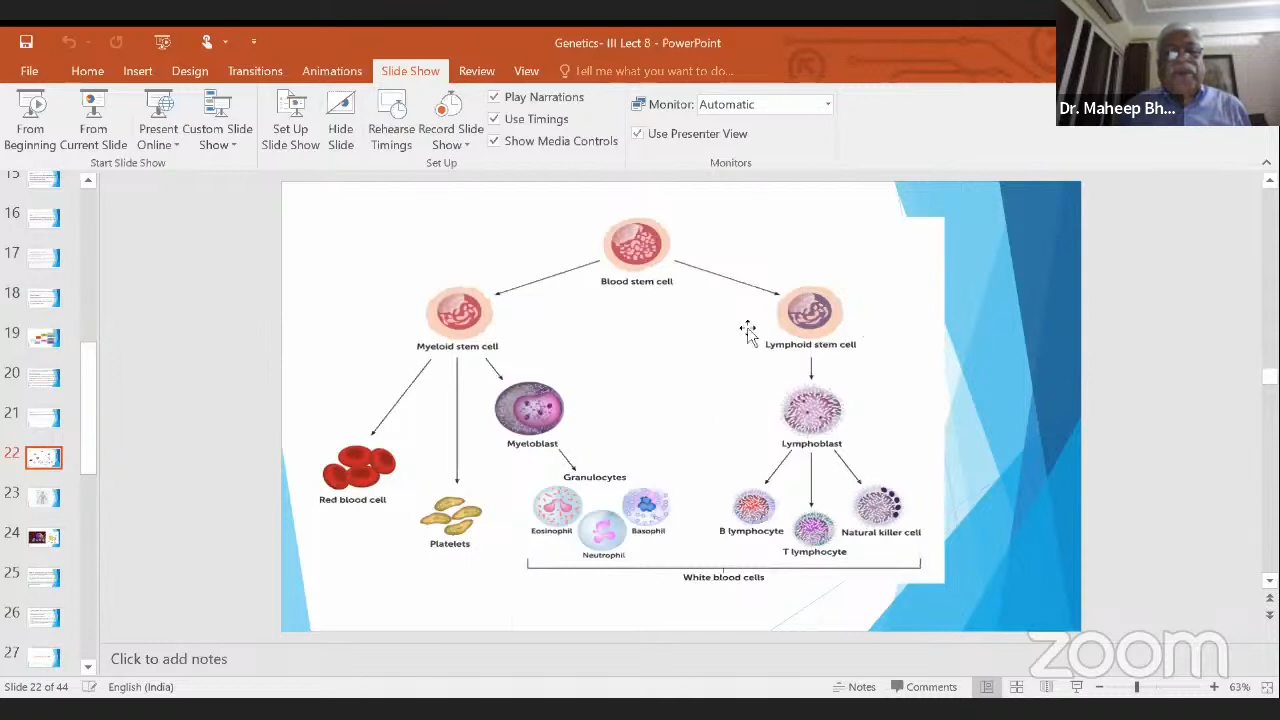 Genetics- III Lect 8 - PowerPoint
File Home Insert Design Transitions Animations Slide Show Review View Tell me what you want to do...
Dr. Maheep Bh...
From Beginning
From Current Slide
Present Online
Custom Slide Show
Start Slide Show
Set Up Slide Show
Hide Slide
Rehearse Timings
Record Slide Show
Play Narrations
Use Timings
Show Media Controls
Set Up
Monitor: Automatic
Use Presenter View
Monitors
15
16
17
18
19
20
21
22
23
24
25
26
27
Blood stem cell
Myeloid stem cell
Lymphoid stem cell
Myeloblast
Lymphoblast
Granulocytes
Red blood cell
Platelets
Eosinophil
Basophil
Neutrophil
B lymphocyte
T lymphocyte
Natural killer cell
White blood cells
Click to add notes
zoom
Slide 22 of 44 English (India) Notes Comments 63%